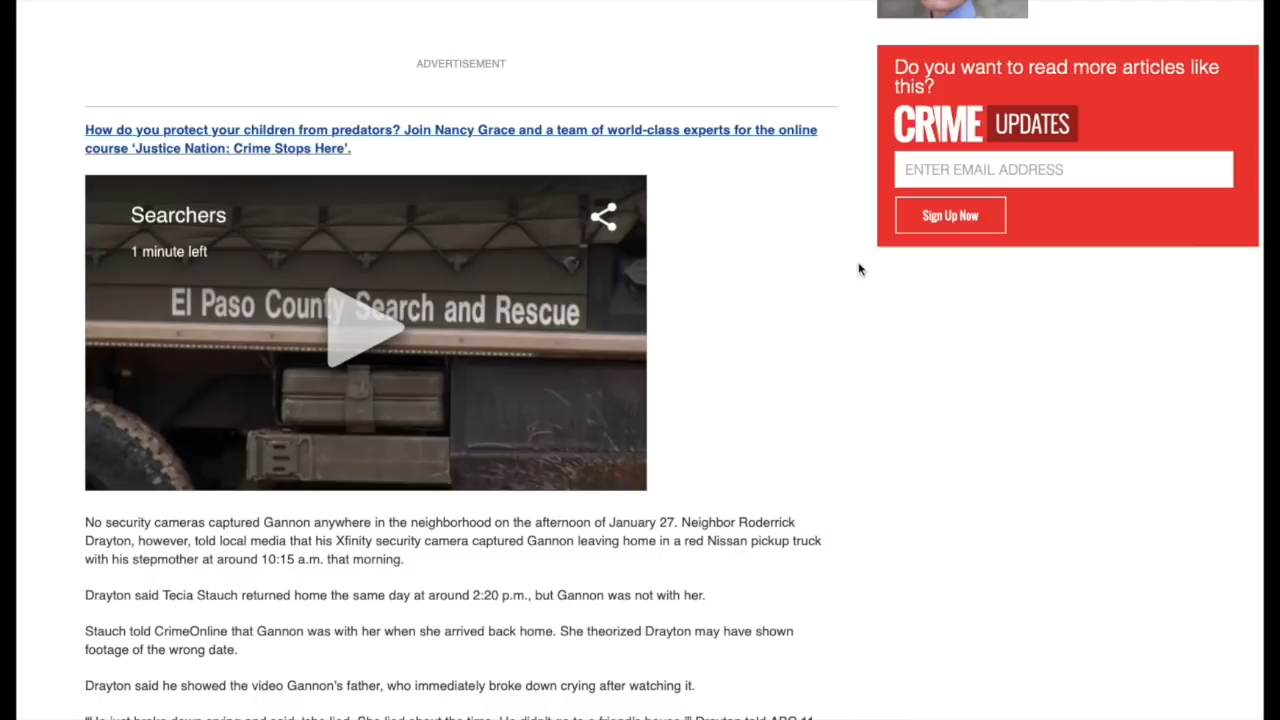 ADVERTISEMENT
How do you protect your children from predators? Join Nancy Grace and a team of world-class experts for the online
course ‘Justice Nation: Crime Stops Here’.
Searchers
1 minute left
El Paso County Search and Rescue
No security cameras captured Gannon anywhere in the neighborhood on the afternoon of January 27. Neighbor Roderrick
Drayton, however, told local media that his Xfinity security camera captured Gannon leaving home in a red Nissan pickup truck
with his stepmother at around 10:15 a.m. that morning.
Drayton said Tecia Stauch returned home the same day at around 2:20 p.m., but Gannon was not with her.
Stauch told CrimeOnline that Gannon was with her when she arrived back home. She theorized Drayton may have shown
footage of the wrong date.
Drayton said he showed the video Gannon’s father, who immediately broke down crying after watching it.
Do you want to read more articles like
this?
CRIME UPDATES
ENTER EMAIL ADDRESS
Sign Up Now